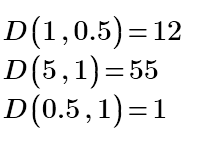 D(1, 0.5) = 12
D(5, 1) = 55
D(0.5, 1) = 1